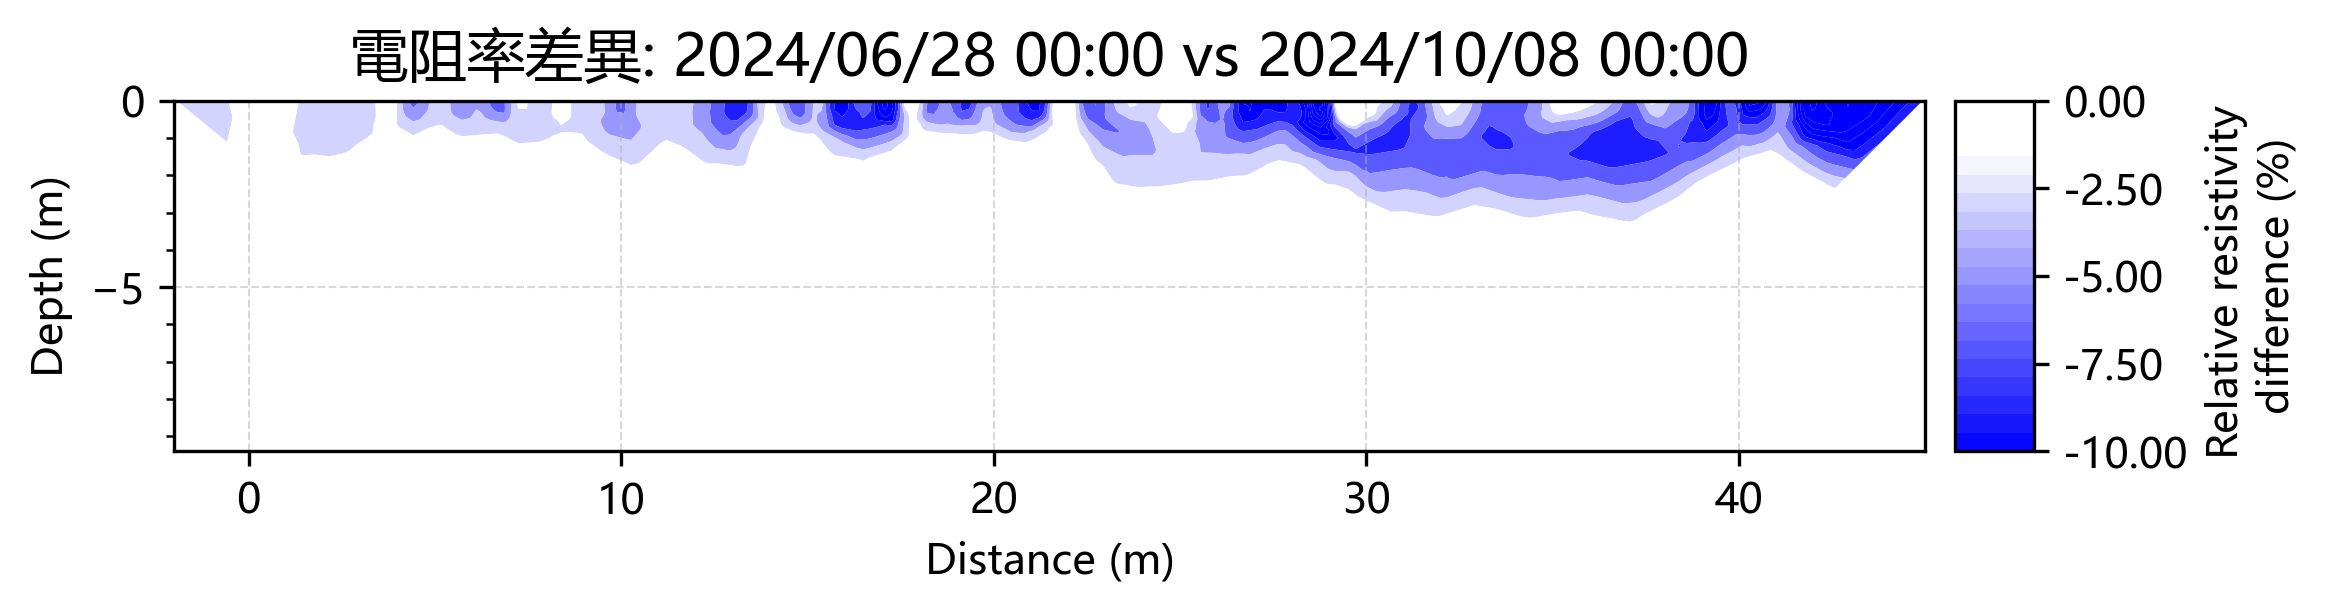 電阻率差異: 2024/06/28 00:00 vs 2024/10/08 00:00
0
−5
Depth (m)
0
10
20
30
40
Distance (m)
0.00
-2.50
-5.00
-7.50
-10.00
Relative resistivity
difference (%)